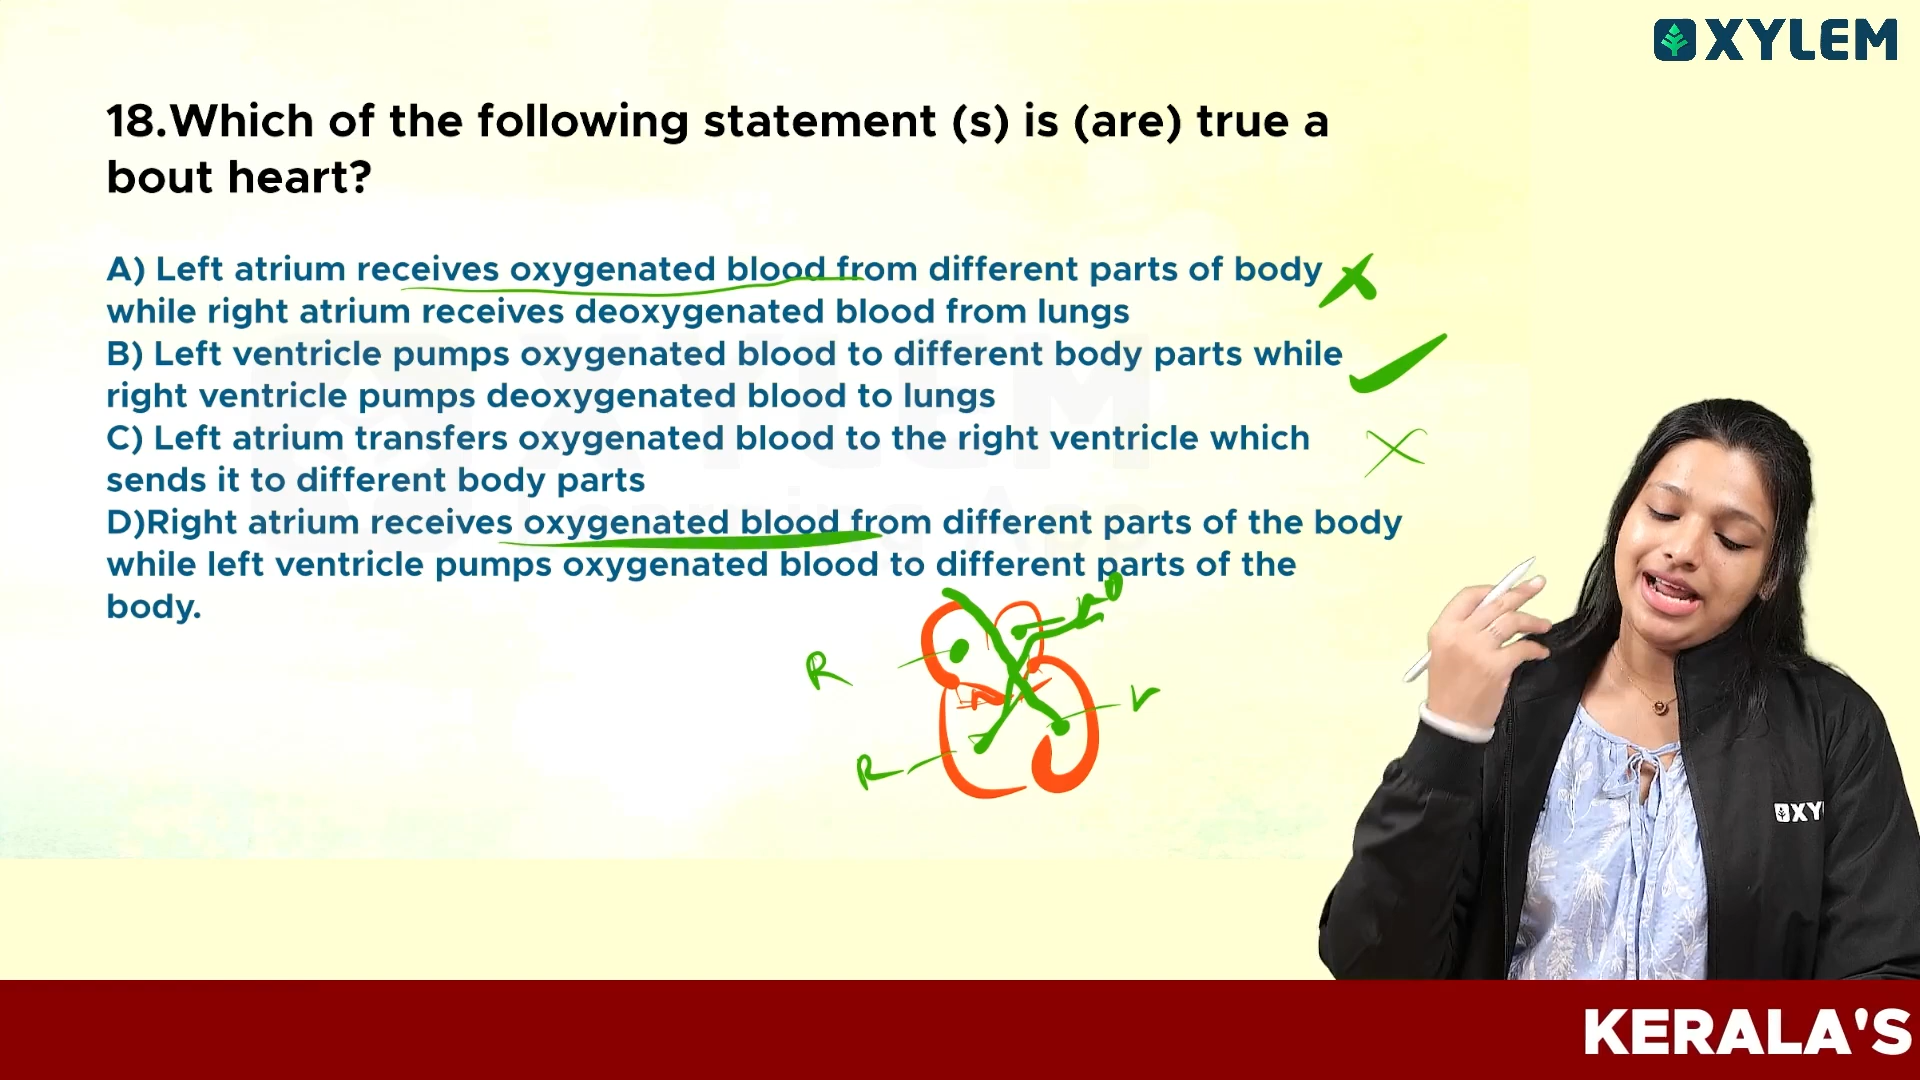 XYLEM
18.Which of the following statement (s) is (are) true a
bout heart?
A) Left atrium receives oxygenated blood from different parts of body
while right atrium receives deoxygenated blood from lungs
B) Left ventricle pumps oxygenated blood to different body parts while
right ventricle pumps deoxygenated blood to lungs
C) Left atrium transfers oxygenated blood to the right ventricle which
sends it to different body parts
D)Right atrium receives oxygenated blood from different parts of the body
while left ventricle pumps oxygenated blood to different parts of the
body.
R
R
XY
KERALA'S